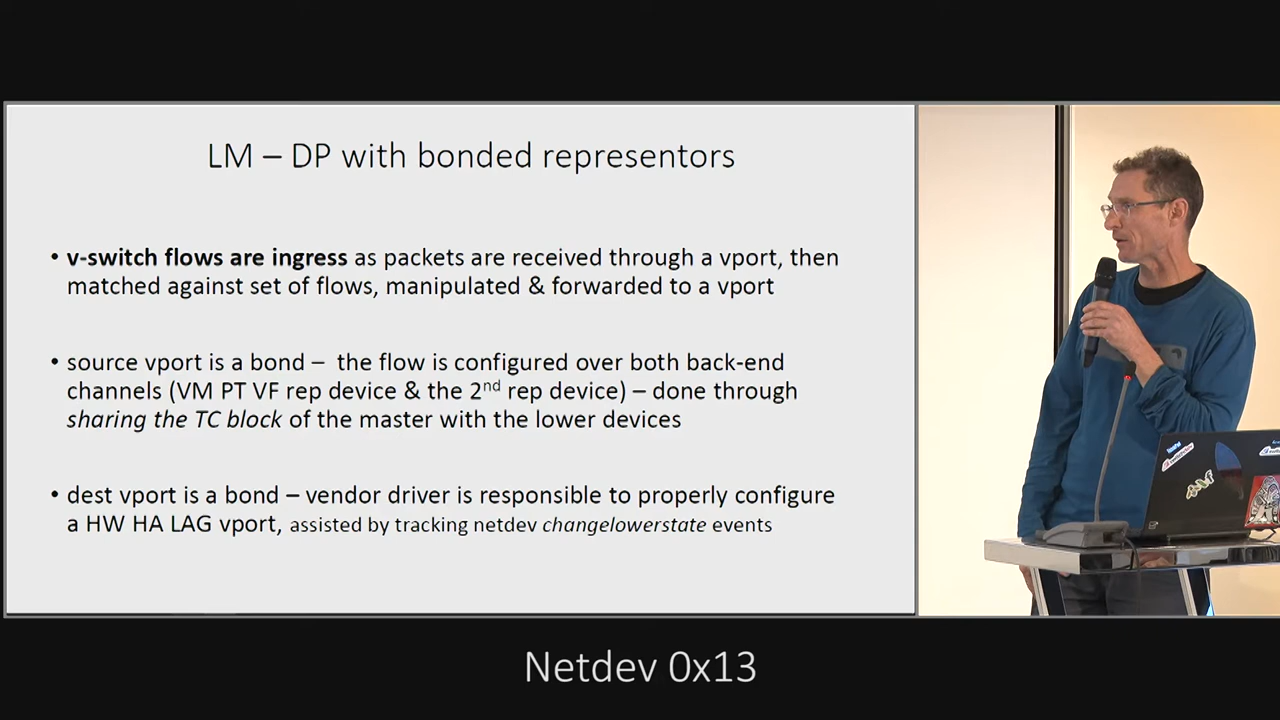 LM – DP with bonded representors
• v-switch flows are ingress as packets are received through a vport, then
matched against set of flows, manipulated & forwarded to a vport
• source vport is a bond – the flow is configured over both back-end
channels (VM PT VF rep device & the 2nd rep device) – done through
sharing the TC block of the master with the lower devices
• dest vport is a bond – vendor driver is responsible to properly configure
a HW HA LAG vport, assisted by tracking netdev changelowerstate events
Netdev 0x13